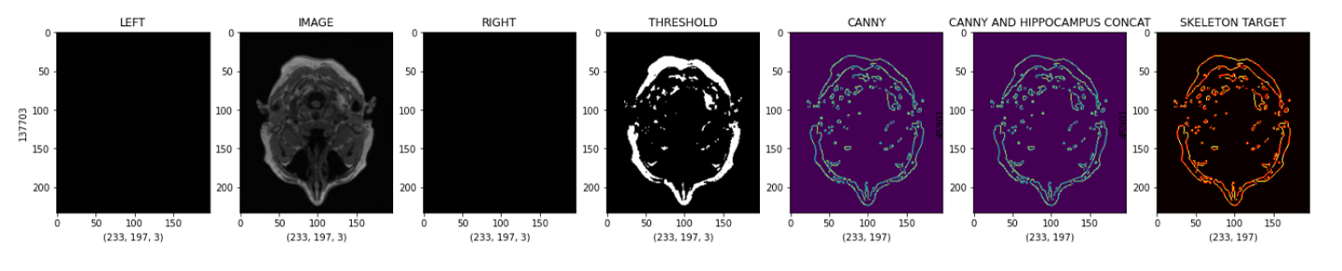 LEFT IMAGE RIGHT THRESHOLD CANNY CANNY AND HIPPOCAMPUS CONCAT SKELETON TARGET
0 0 0 0 0 0 0
50 50 50 50 50 50 50
100 100 100 100 100 100 100
137703
150 150 150 150 150 150 150
200 200 200 200 200 200 200
0 50 100 150 0 50 100 150 0 50 100 150 0 50 100 150 0 50 100 150 0 50 100 150 0 50 100 150
(233, 197, 3) (233, 197, 3) (233, 197, 3) (233, 197, 3) (233, 197) (233, 197) (233, 197)